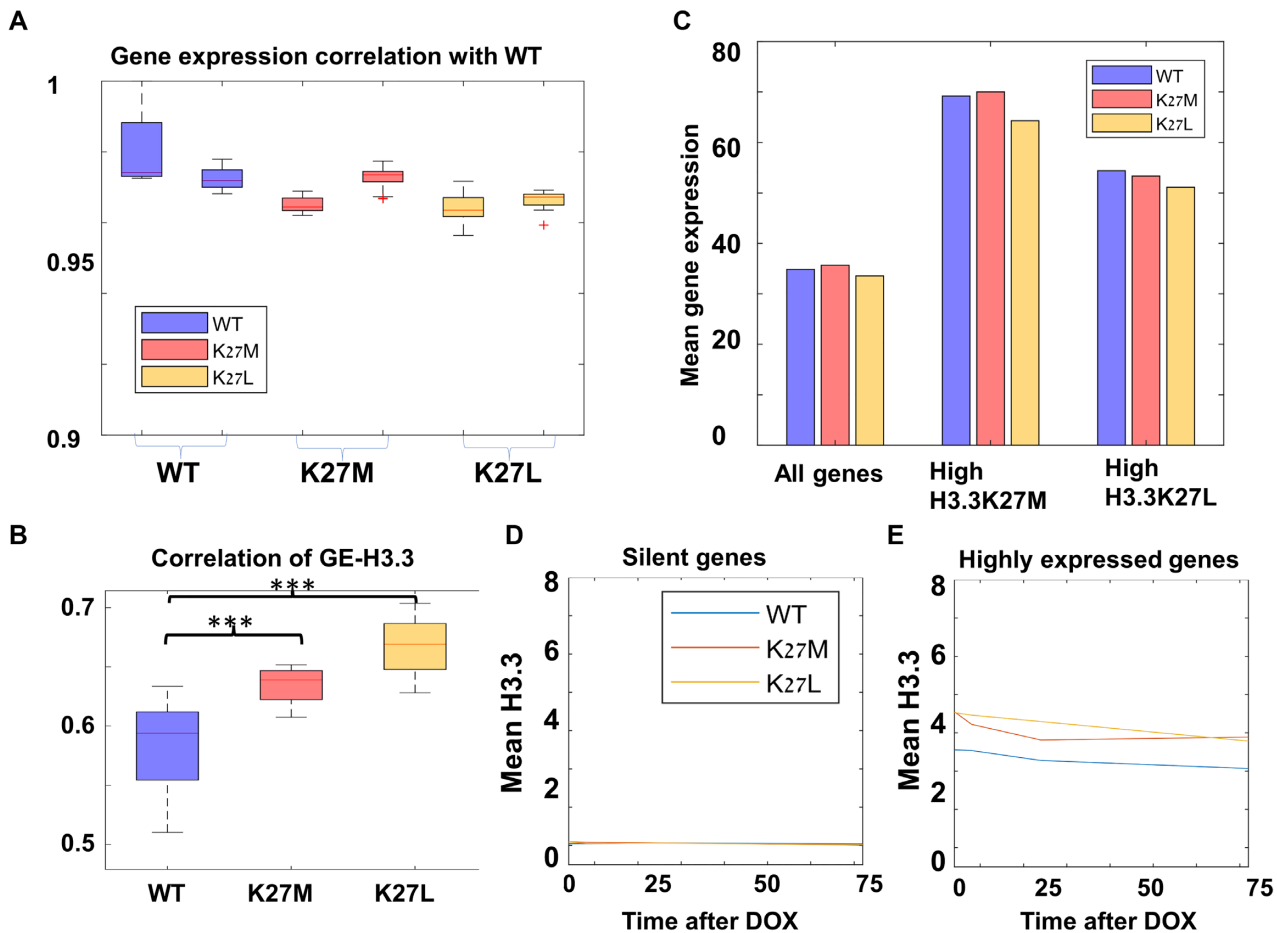 A
Gene expression correlation with WT
1
0.95
0.9
WT
K27M
K27L
WT
K27M
K27L
C
Mean gene expression
80
60
40
20
0
WT
K27M
K27L
All genes
High
H3.3K27M
High
H3.3K27L
B
Correlation of GE-H3.3
0.7
0.6
0.5
***
***
WT
K27M
K27L
D
Silent genes
Mean H3.3
8
6
4
2
0
WT
K27M
K27L
0
25
50
75
Time after DOX
E
Highly expressed genes
Mean H3.3
8
6
4
2
0
0
25
50
75
Time after DOX